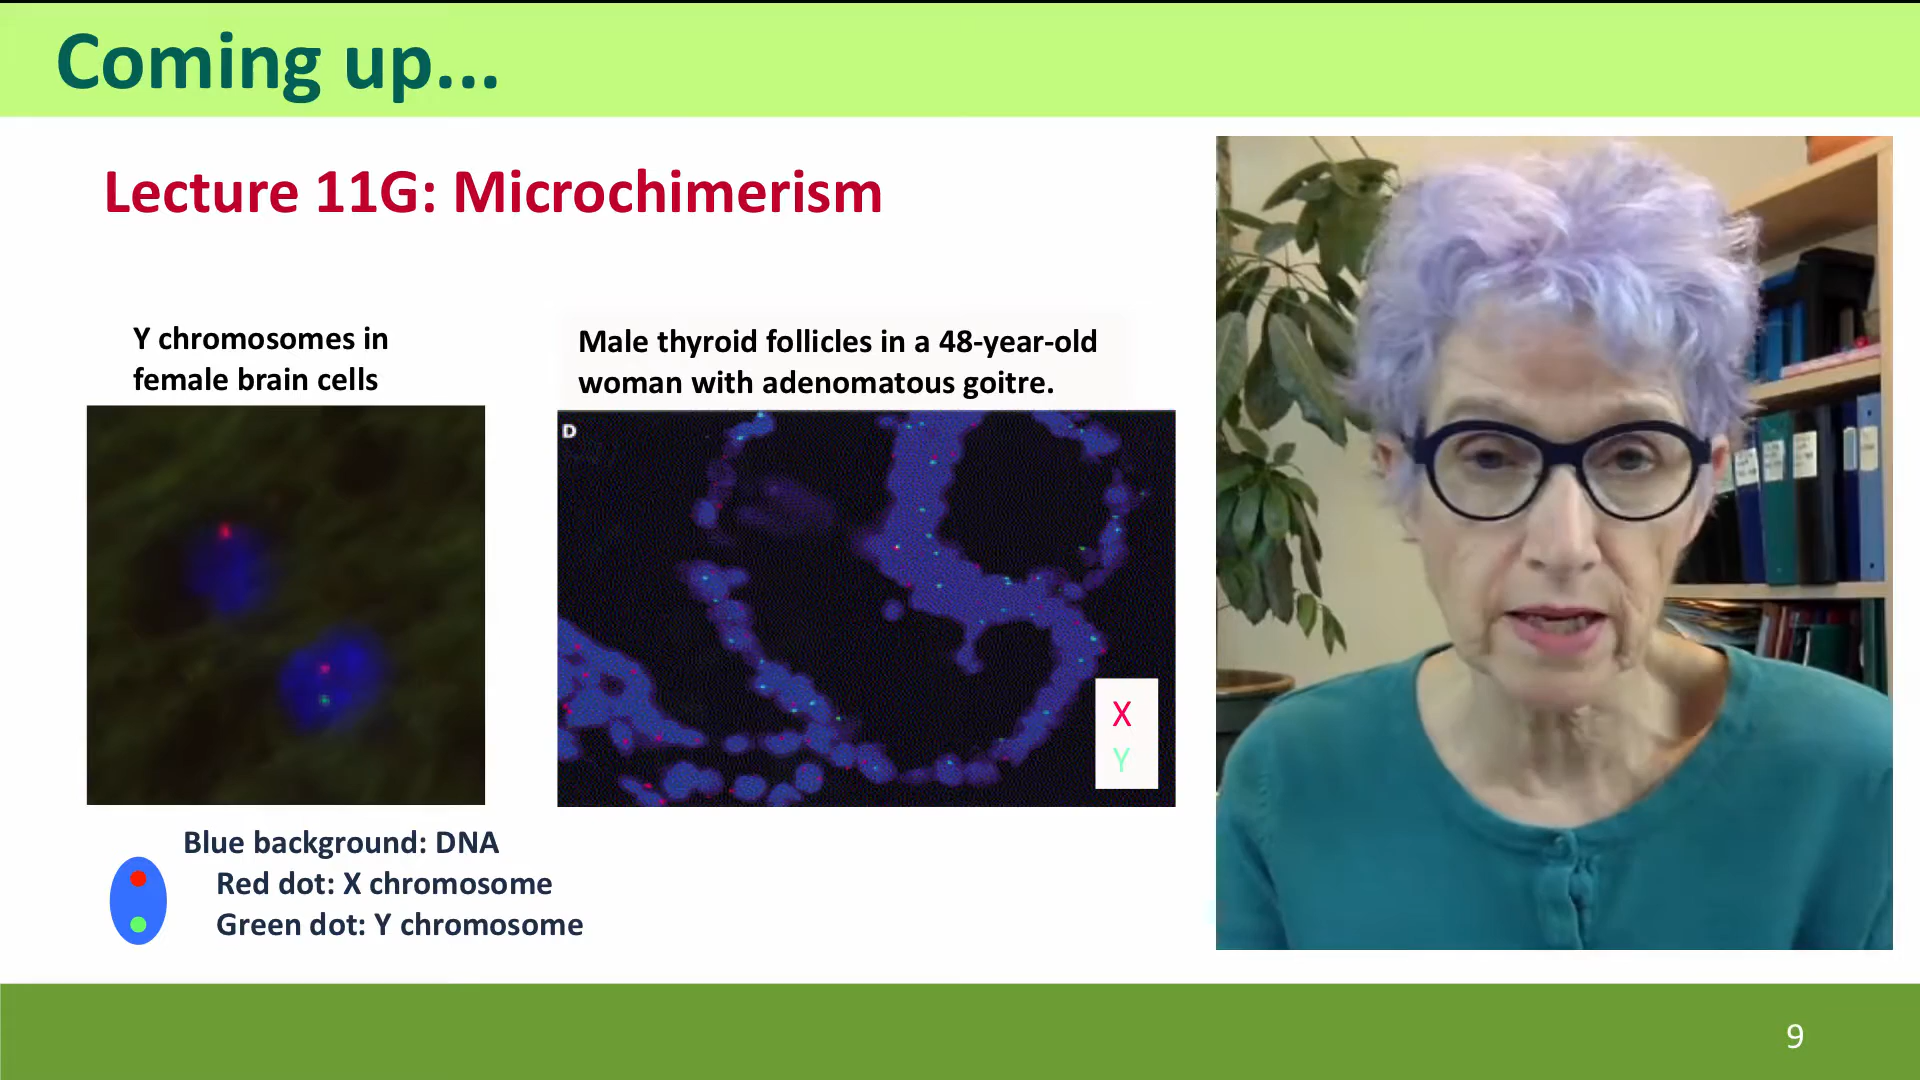 Coming up...
Lecture 11G: Microchimerism
Y chromosomes in
female brain cells
Male thyroid follicles in a 48-year-old
woman with adenomatous goitre.
D
X
Y
Blue background: DNA
Red dot: X chromosome
Green dot: Y chromosome
9